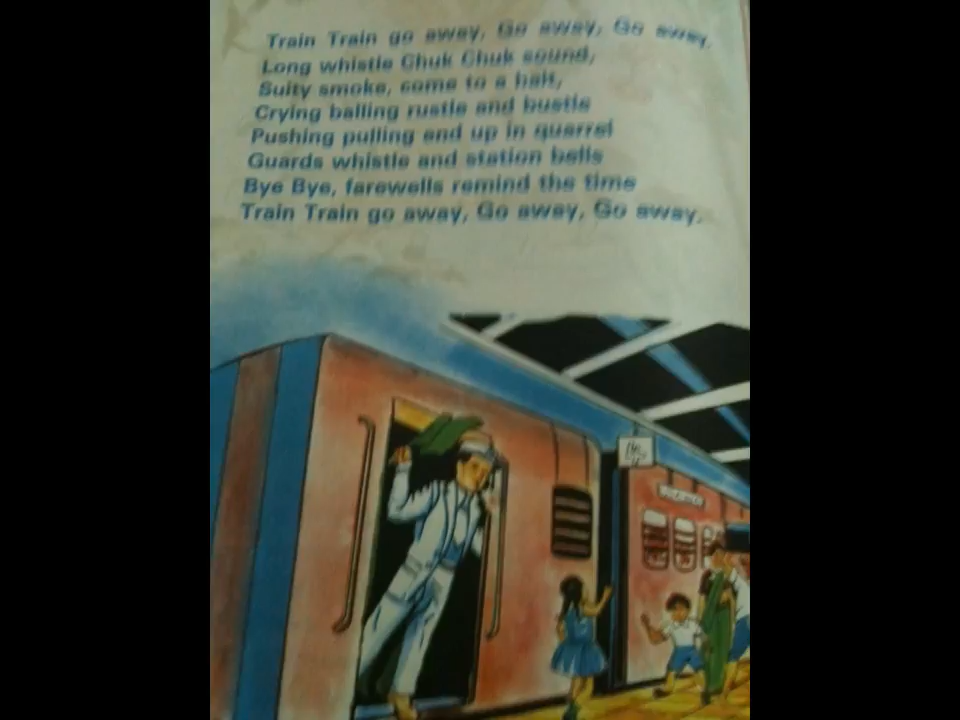 Train Train go away, Go away, Go away,
Long whistle Chuk Chuk sound,
Suity smoke, come to a halt,
Crying balling rustle and bustle
Pushing pulling end up in quarrel
Guards whistle and station bells
Bye Bye, farewells remind the time
Train Train go away, Go away, Go away.